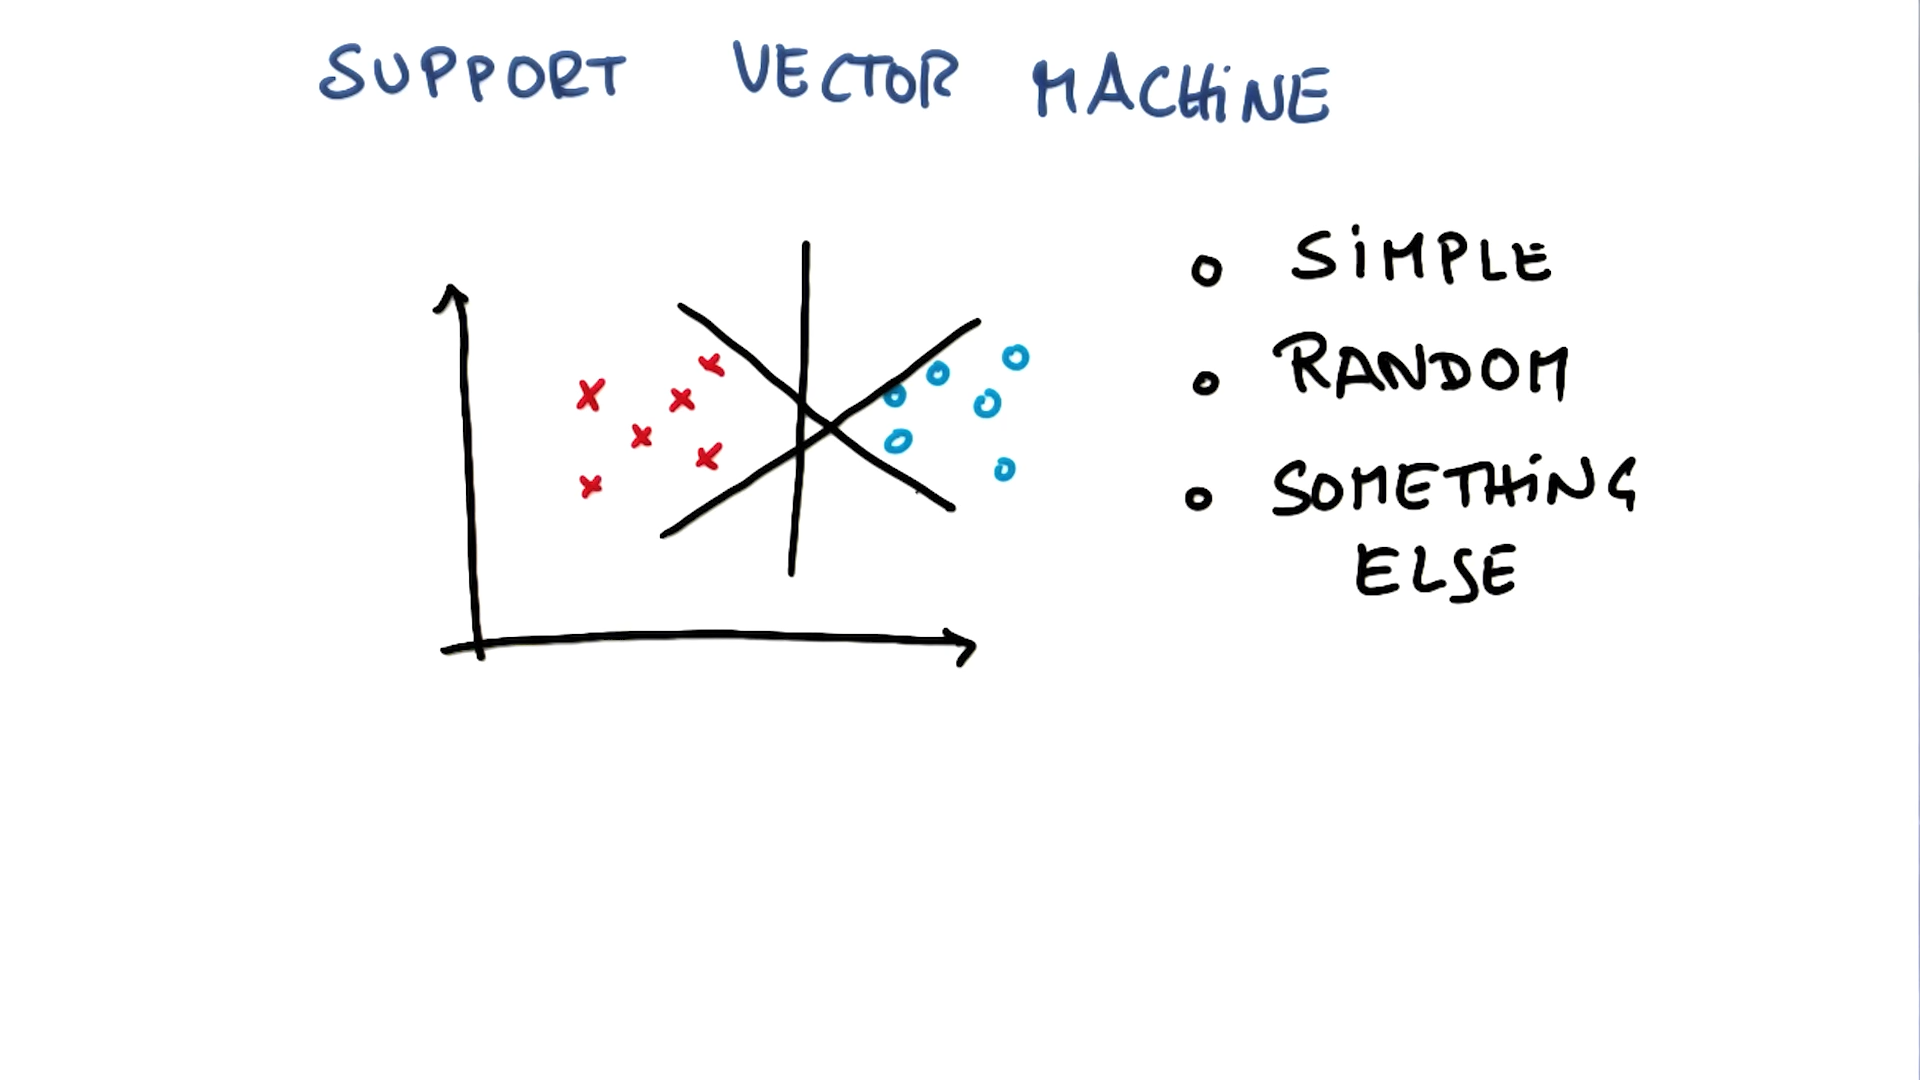 SUPPORT VECTOR MACHINE
SIMPLE
RANDOM
SOMETHING
ELSE